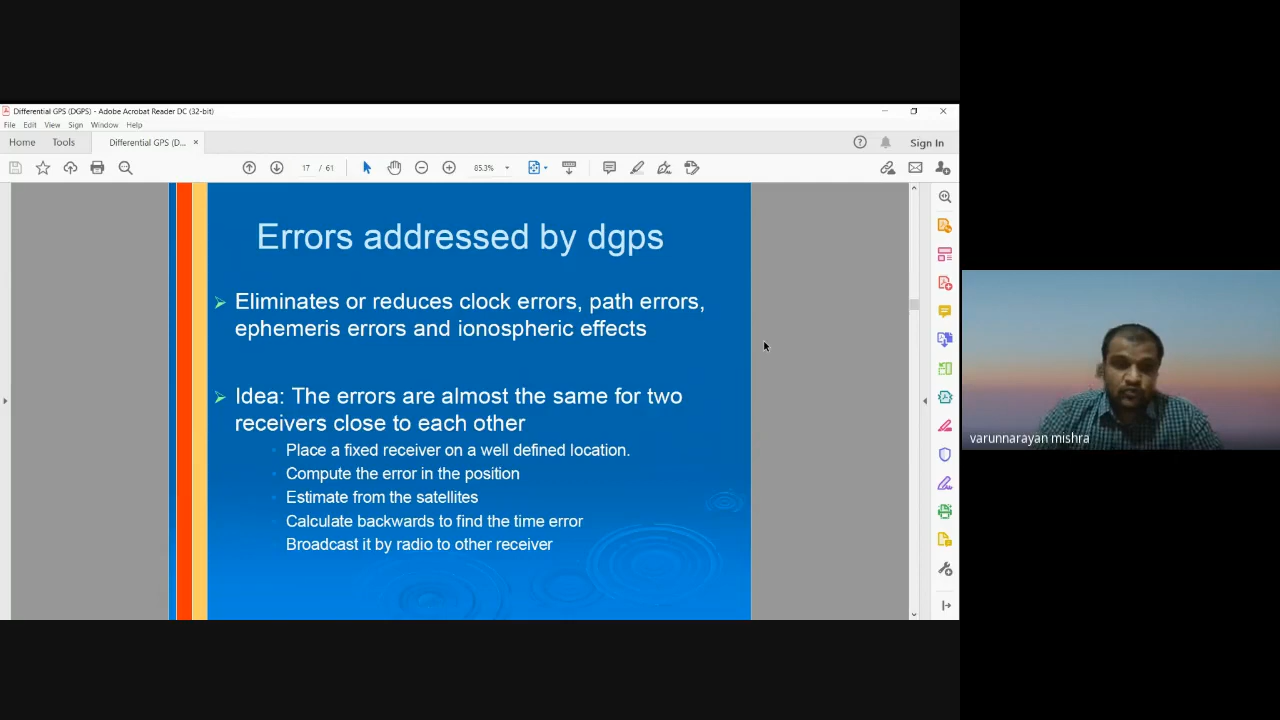 Differential GPS (DGPS) - Adobe Acrobat Reader DC (32-bit)
File Edit View Sign Window Help
Home Tools Differential GPS (D... × Sign In
17 / 61 85.3%
Errors addressed by dgps
Eliminates or reduces clock errors, path errors,
ephemeris errors and ionospheric effects
Idea: The errors are almost the same for two
receivers close to each other
Place a fixed receiver on a well defined location.
Compute the error in the position
Estimate from the satellites
Calculate backwards to find the time error
Broadcast it by radio to other receiver
varunnarayan mishra